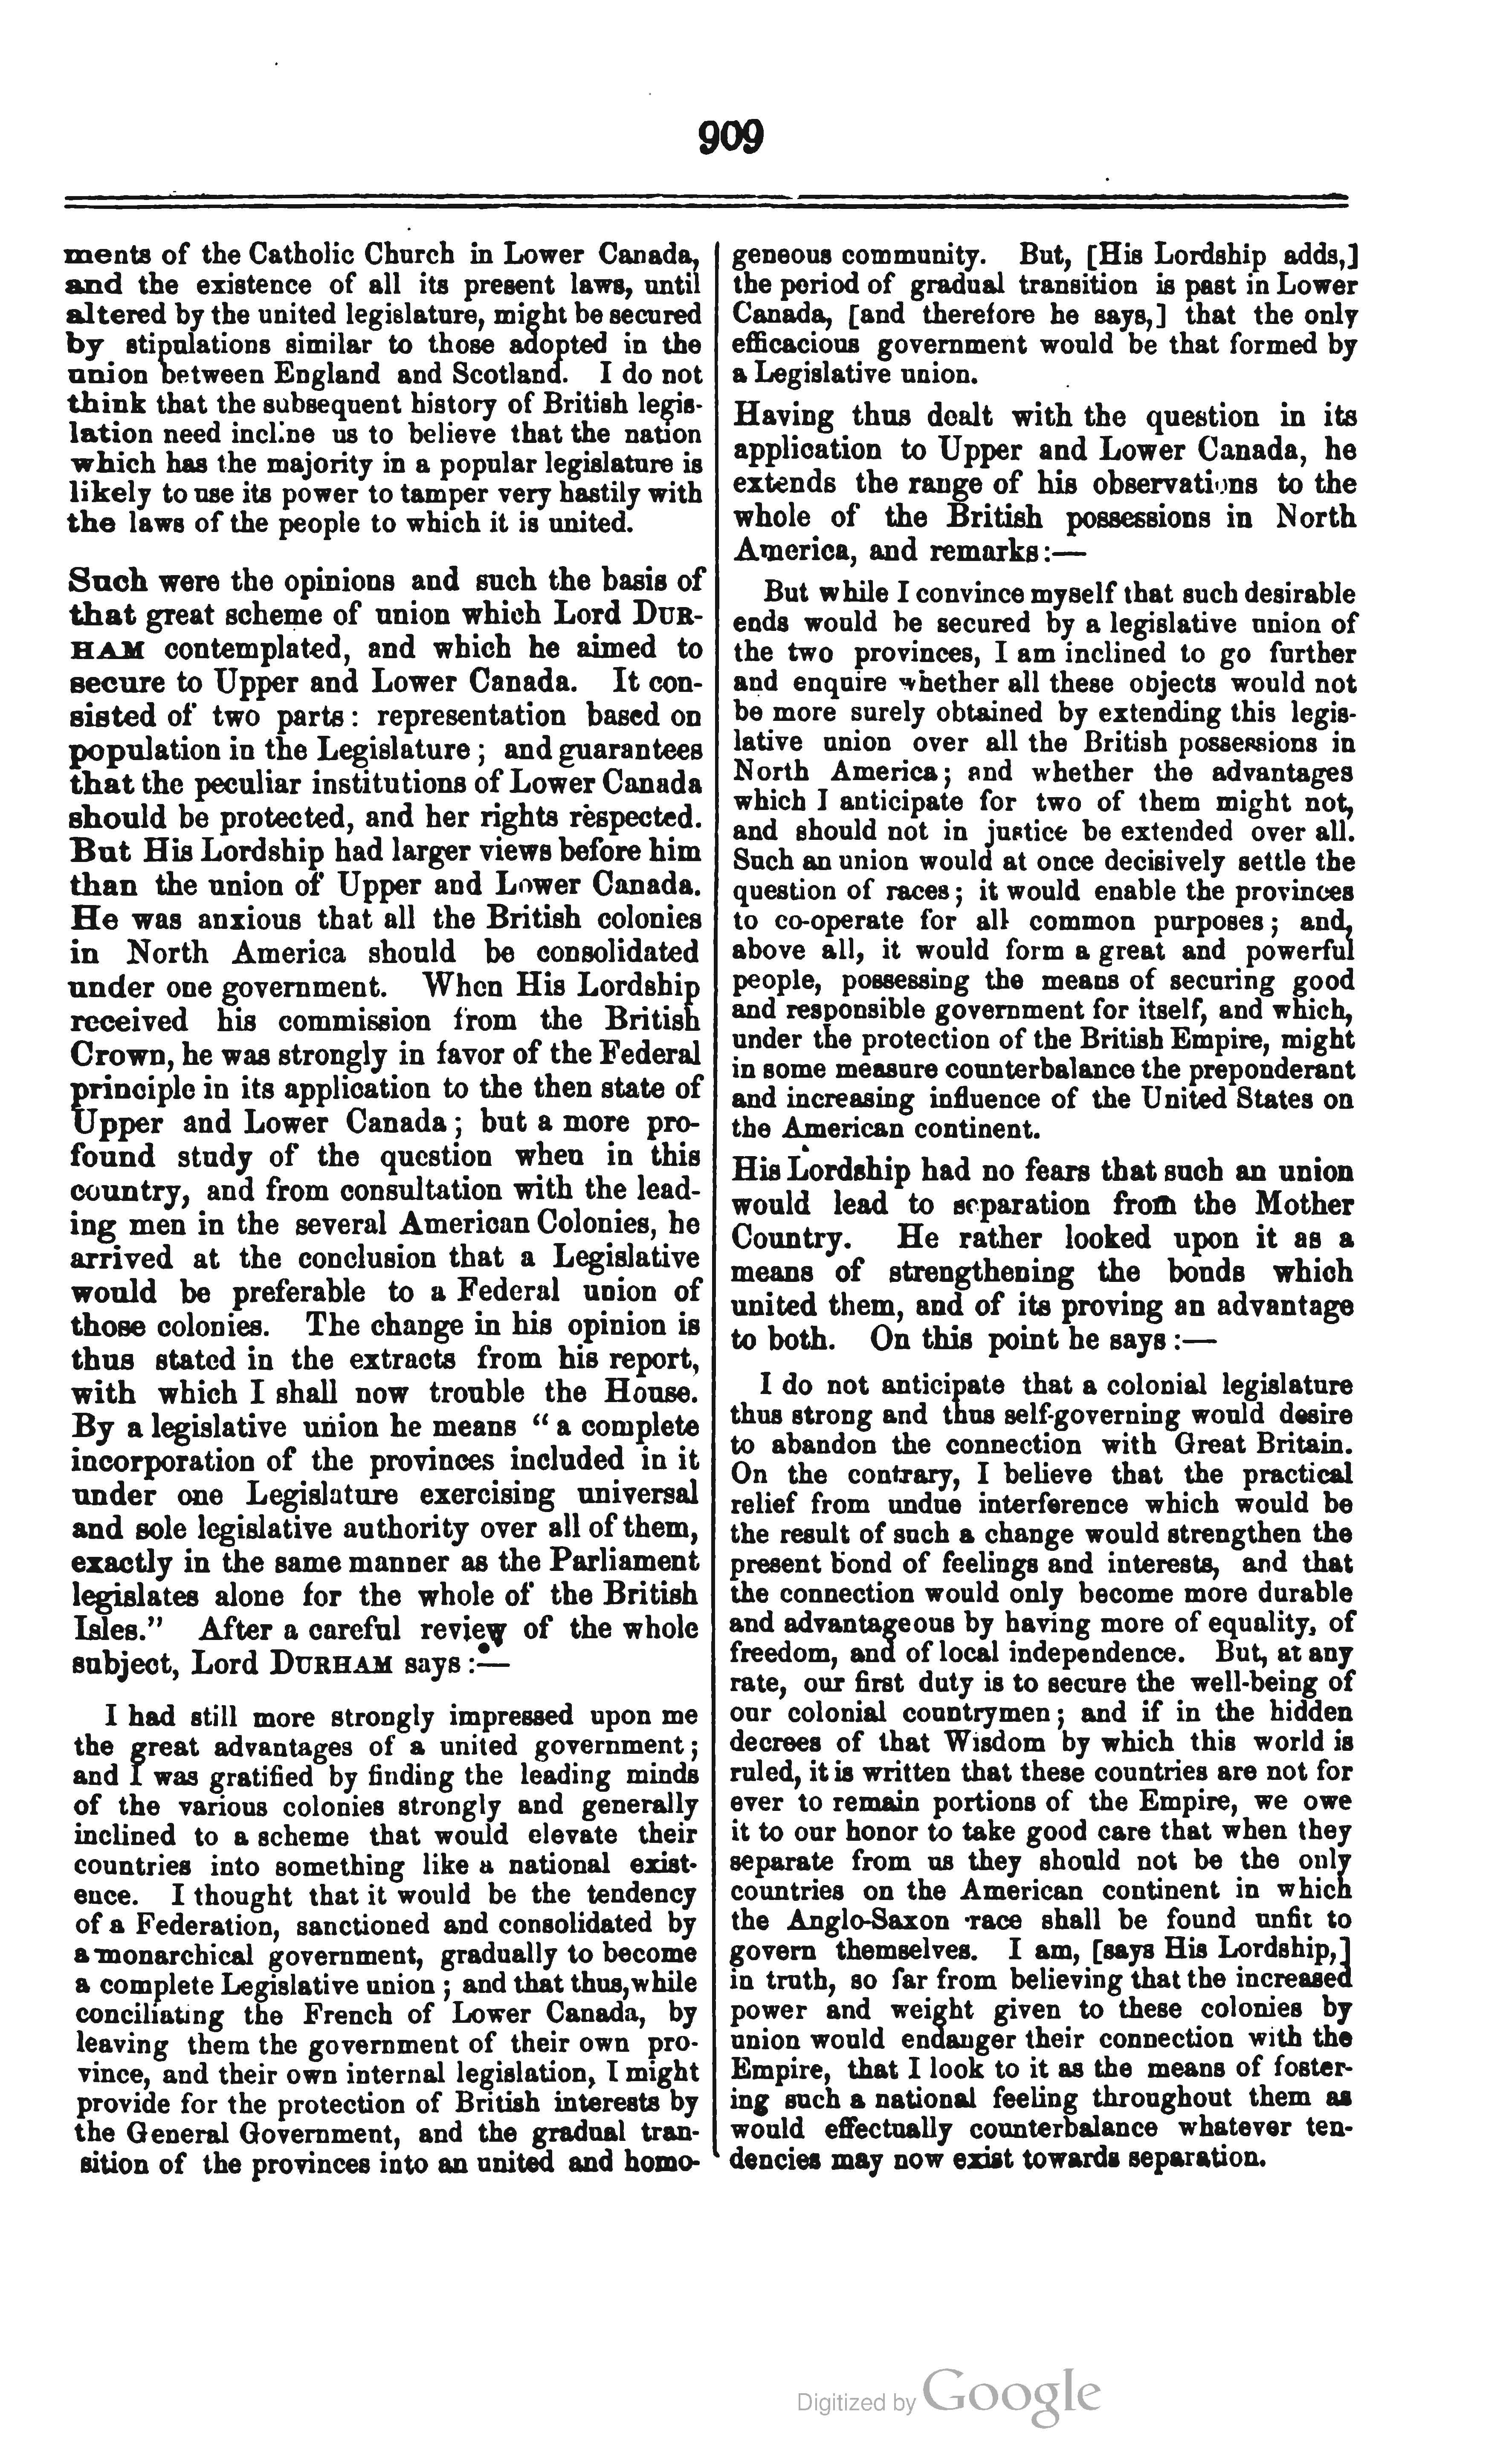 909
ments of the Catholic Church in Lower Canada,
and the existence of all its present laws, until
altered by the united legislature, might be secured
by stipulations similar to those adopted in the
union between England and Scotland. I do not
think that the subsequent history of British legis-
lation need incline us to believe that the nation
which has the majority in a popular legislature is
likely to use its power to tamper very hastily with
the laws of the people to which it is united.
Such were the opinions and such the basis of
that great scheme of union which Lord DUR-
HAM contemplated, and which he aimed to
secure to Upper and Lower Canada. It con-
sisted of two parts: representation based on
population in the Legislature; and guarantees
that the peculiar institutions of Lower Canada
should be protected, and her rights respected.
But His Lordship had larger views before him
than the union of Upper and Lower Canada.
He was anxious that all the British colonies
in North America should be consolidated
under one government. When His Lordship
received his commission from the British
Crown, he was strongly in favor of the Federal
principle in its application to the then state of
Upper and Lower Canada; but a more pro-
found study of the question when in this
country, and from consultation with the lead-
ing men in the several American Colonies, he
arrived at the conclusion that a Legislative
would be preferable to a Federal union of
those colonies. The change in his opinion is
thus stated in the extracts from his report,
with which I shall now trouble the House.
By a legislative union he means "a complete
incorporation of the provinces included in it
under one Legislature exercising universal
and sole legislative authority over all of them,
exactly in the same manner as the Parliament
legislates alone for the whole of the British
Isles." After a careful review of the whole
subject, Lord DURHAM says:—
I had still more strongly impressed upon me
the great advantages of a united government;
and I was gratified by finding the leading minds
of the various colonies strongly and generally
inclined to a scheme that would elevate their
countries into something like a national exist-
ence. I thought that it would be the tendency
of a Federation, sanctioned and consolidated by
a monarchical government, gradually to become
a complete Legislative union; and that thus, while
conciliating the French of Lower Canada, by
leaving them the government of their own pro-
vince, and their own internal legislation, I might
provide for the protection of British interests by
the General Government, and the gradual tran-
sition of the provinces into an united and homo-
geneous community. But, [His Lordship adds,]
the period of gradual transition is past in Lower
Canada, [and therefore he says,] that the only
efficacious government would be that formed by
a Legislative union.
Having thus dealt with the question in its
application to Upper and Lower Canada, he
extends the range of his observations to the
whole of the British possessions in North
America, and remarks:—
But while I convince myself that such desirable
ends would be secured by a legislative union of
the two provinces, I am inclined to go further
and enquire whether all these objects would not
be more surely obtained by extending this legis-
lative union over all the British possessions in
North America; and whether the advantages
which I anticipate for two of them might not,
and should not in justice be extended over all.
Such an union would at once decisively settle the
question of races; it would enable the provinces
to co-operate for all common purposes; and,
above all, it would form a great and powerful
people, possessing the means of securing good
and responsible government for itself, and which,
under the protection of the British Empire, might
in some measure counterbalance the preponderant
and increasing influence of the United States on
the American continent.
His Lordship had no fears that such an union
would lead to separation from the Mother
Country. He rather looked upon it as a
means of strengthening the bonds which
united them, and of its proving an advantage
to both. On this point he says:—
I do not anticipate that a colonial legislature
thus strong and thus self-governing would desire
to abandon the connection with Great Britain.
On the contrary, I believe that the practical
relief from undue interference which would be
the result of such a change would strengthen the
present bond of feelings and interests, and that
the connection would only become more durable
and advantageous by having more of equality, of
freedom, and of local independence. But, at any
rate, our first duty is to secure the well-being of
our colonial countrymen; and if in the hidden
decrees of that Wisdom by which this world is
ruled, it is written that these countries are not for
ever to remain portions of the Empire, we owe
it to our honor to take good care that when they
separate from us they should not be the only
countries on the American continent in which
the Anglo-Saxon race shall be found unfit to
govern themselves. I am, [says His Lordship,]
in truth, so far from believing that the increased
power and weight given to these colonies by
union would endanger their connection with the
Empire, that I look to it as the means of foster-
ing such a national feeling throughout them as
would effectually counterbalance whatever ten-
dencies may now exist towards separation.
Digitized by Google